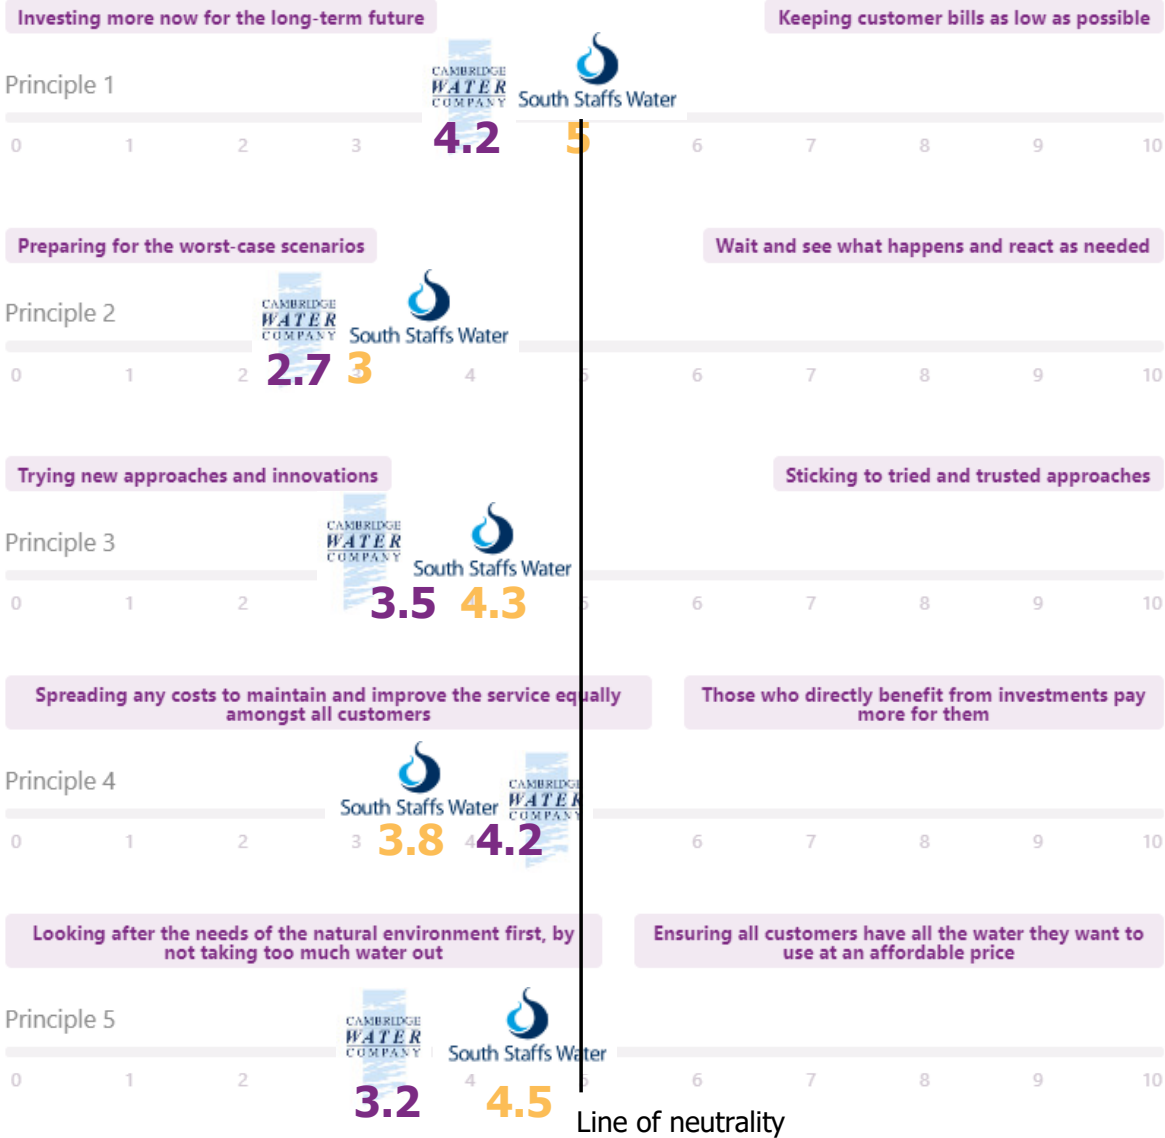 Investing more now for the long-term future
Keeping customer bills as low as possible
Principle 1
CAMBRIDGE
WATER
COMPANY
South Staffs Water
4.2
5
0 1 2 3 6 7 8 9 10
Preparing for the worst-case scenarios
Wait and see what happens and react as needed
Principle 2
CAMBRIDGE
WATER
COMPANY
South Staffs Water
2.7
3
0 1 2 4 5 6 7 8 9 10
Trying new approaches and innovations
Sticking to tried and trusted approaches
Principle 3
CAMBRIDGE
WATER
COMPANY
South Staffs Water
3.5
4.3
0 1 2 5 6 7 8 9 10
Spreading any costs to maintain and improve the service equally
amongst all customers
Those who directly benefit from investments pay
more for them
Principle 4
South Staffs Water
CAMBRIDGE
WATER
COMPANY
3.8
4.2
0 1 2 3 4 6 7 8 9 10
Looking after the needs of the natural environment first, by
not taking too much water out
Ensuring all customers have all the water they want to
use at an affordable price
Principle 5
CAMBRIDGE
WATER
COMPANY
South Staffs Water
3.2
4.5
0 1 2 4 5 6 7 8 9 10
Line of neutrality